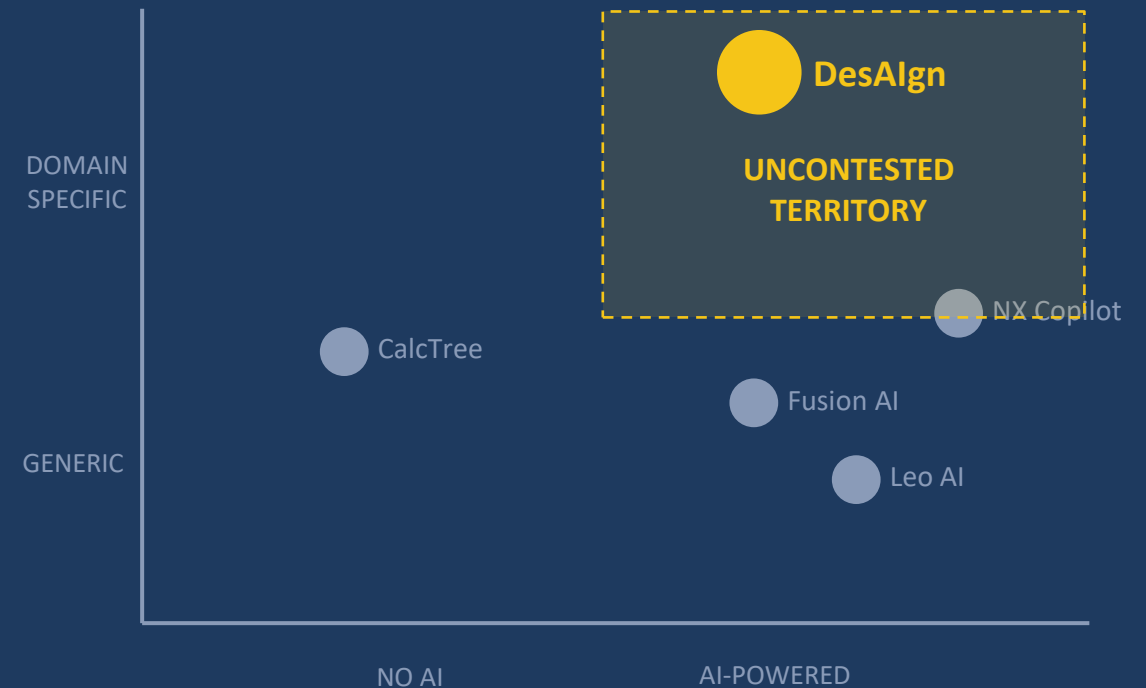 DesAIgn
DOMAIN
SPECIFIC
UNCONTESTED
TERRITORY
NX Copilot
CalcTree
Fusion AI
GENERIC
Leo AI
NO AI
AI-POWERED